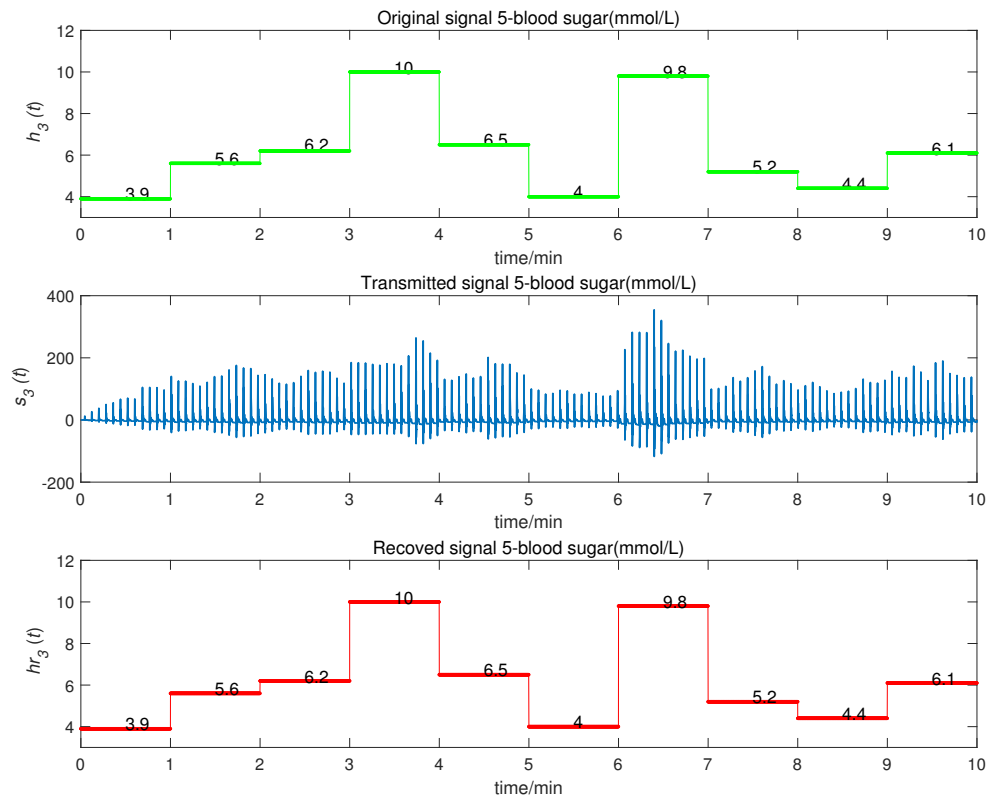 Original signal 5-blood sugar(mmol/L)
12
10
8
6
4
h3 (t)
3.9
5.6
6.2
10
6.5
4
9.8
5.2
4.4
6.1
0 1 2 3 4 5 6 7 8 9 10
time/min
Transmitted signal 5-blood sugar(mmol/L)
400
200
0
-200
s3 (t)
0 1 2 3 4 5 6 7 8 9 10
time/min
Recoved signal 5-blood sugar(mmol/L)
12
10
8
6
4
hr3 (t)
3.9
5.6
6.2
10
6.5
4
9.8
5.2
4.4
6.1
0 1 2 3 4 5 6 7 8 9 10
time/min